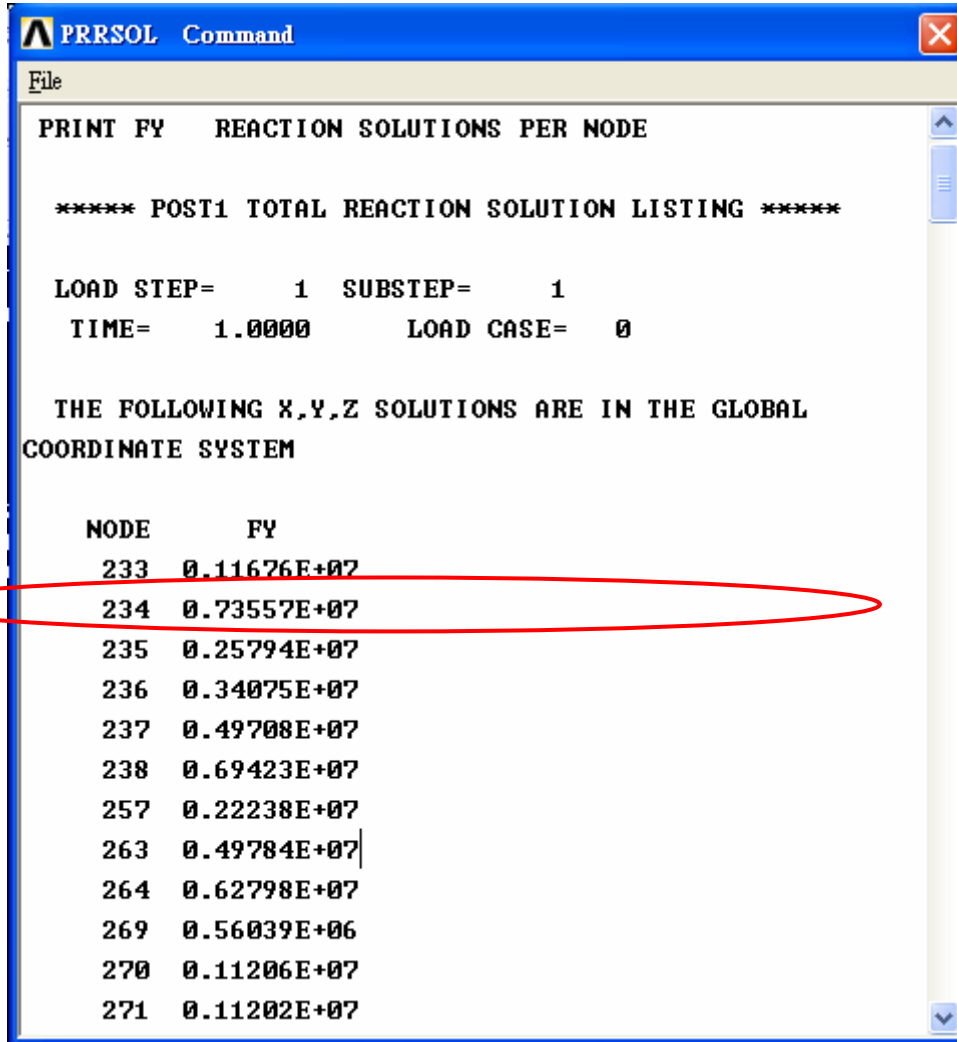 PRRSOL Command
File
PRINT FY REACTION SOLUTIONS PER NODE
***** POST1 TOTAL REACTION SOLUTION LISTING *****
LOAD STEP= 1 SUBSTEP= 1
TIME= 1.0000 LOAD CASE= 0
THE FOLLOWING X,Y,Z SOLUTIONS ARE IN THE GLOBAL
COORDINATE SYSTEM
NODE FY
233 0.11676E+07
234 0.73557E+07
235 0.25794E+07
236 0.34075E+07
237 0.49708E+07
238 0.69423E+07
257 0.22238E+07
263 0.49784E+07
264 0.62798E+07
269 0.56039E+06
270 0.11206E+07
271 0.11202E+07